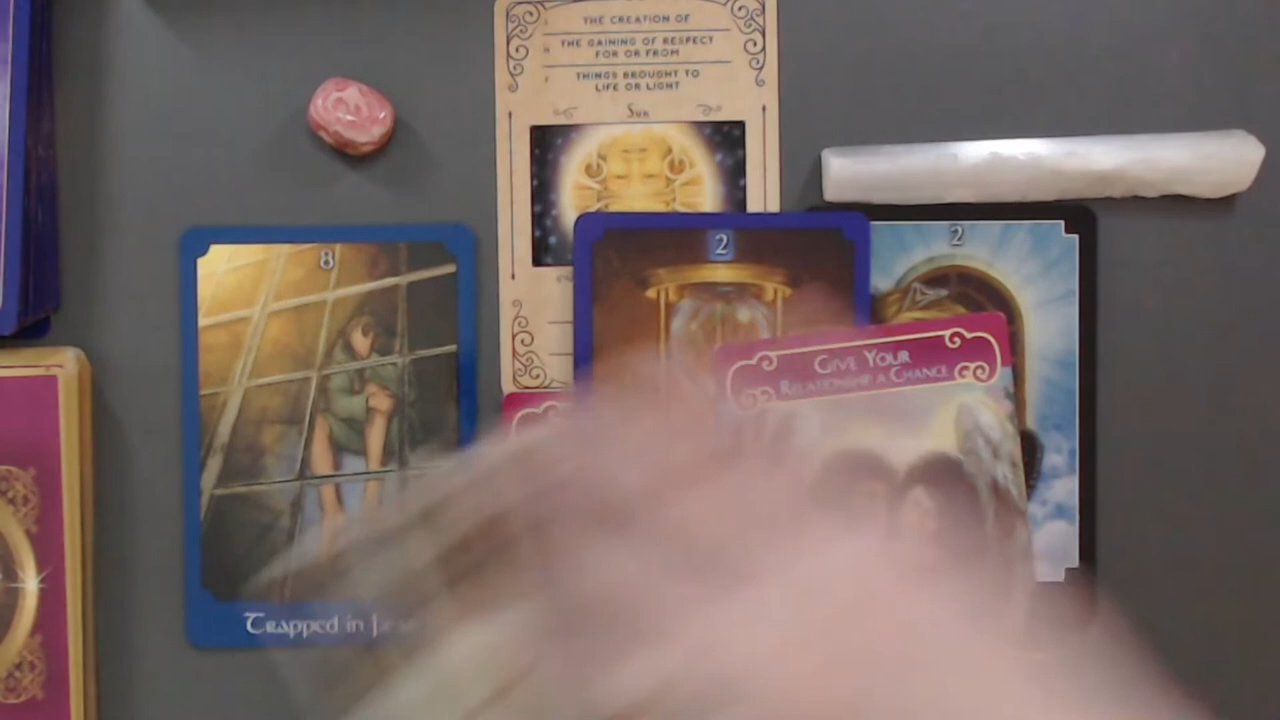 THE CREATION OF
THE GAINING OF RESPECT
FOR OR FROM
THINGS BROUGHT TO
LIFE OR LIGHT
Sun
8
2
2
GIVE YOUR
RELATIONSHIP A CHANCE
Trapped in